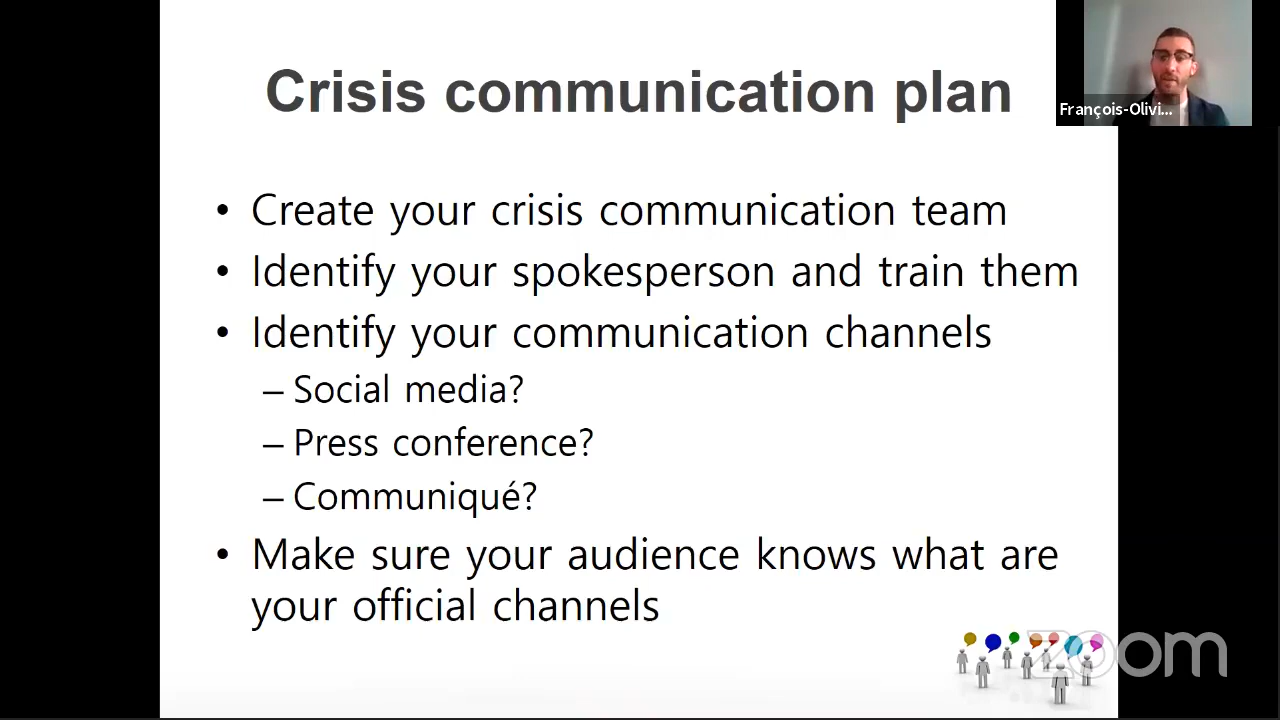 Crisis communication plan
François-Olivi...
• Create your crisis communication team
• Identify your spokesperson and train them
• Identify your communication channels
– Social media?
– Press conference?
– Communiqué?
• Make sure your audience knows what are
your official channels
zoom